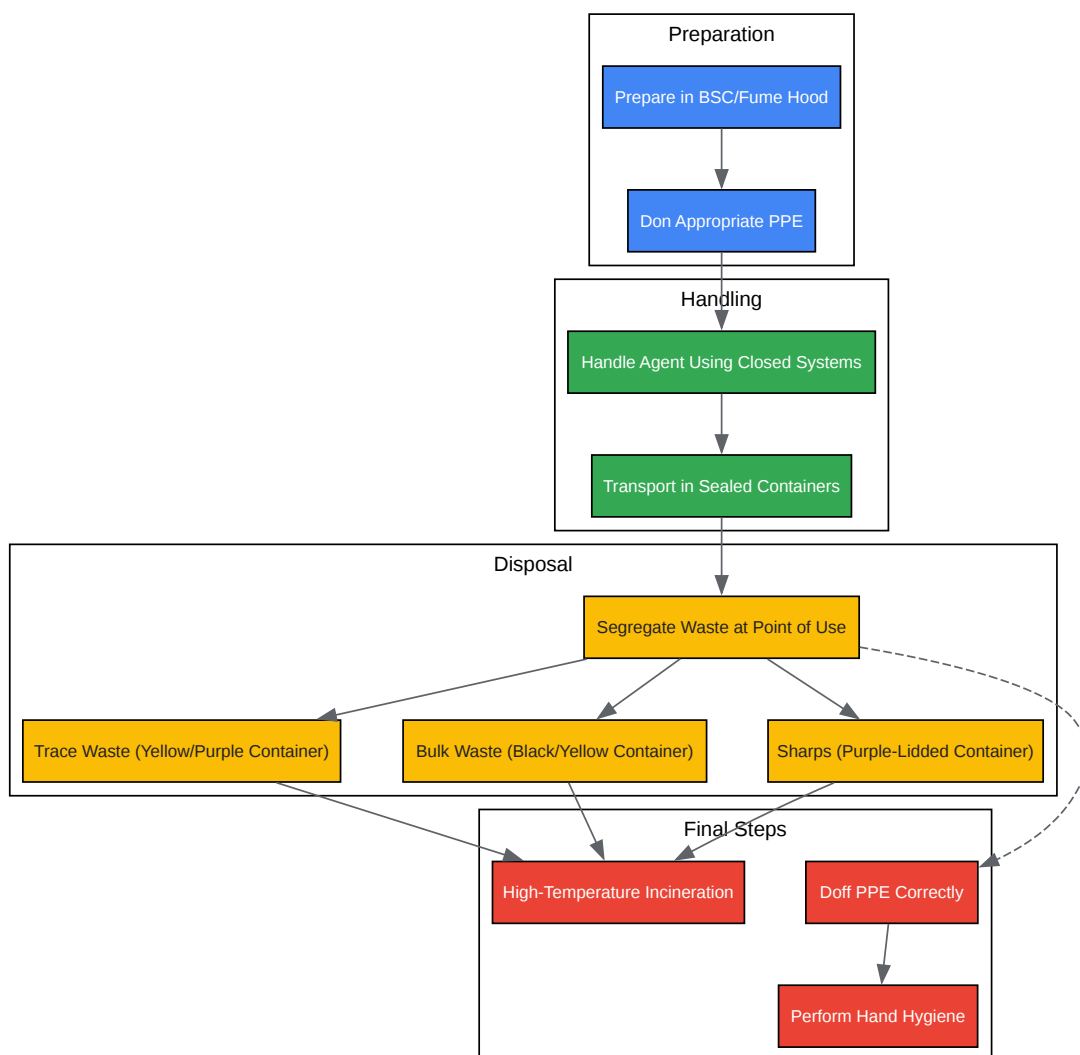 Preparation
Prepare in BSC/Fume Hood
Don Appropriate PPE
Handling
Handle Agent Using Closed Systems
Transport in Sealed Containers
Disposal
Segregate Waste at Point of Use
Trace Waste (Yellow/Purple Container)
Bulk Waste (Black/Yellow Container)
Sharps (Purple-Lidded Container)
Final Steps
High-Temperature Incineration
Doff PPE Correctly
Perform Hand Hygiene